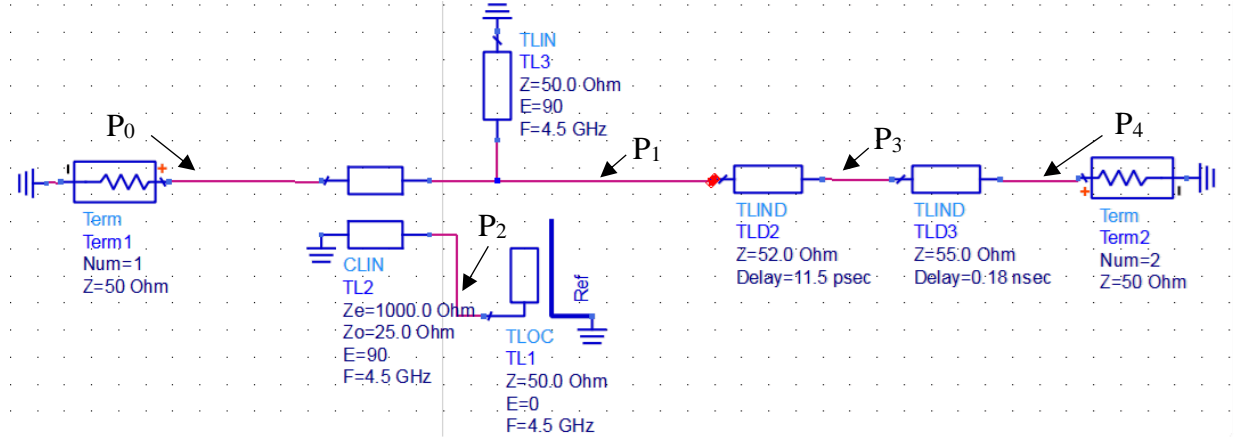 TLIN
TL3
Z=50.0 Ohm
E=90
F=4.5 GHz
P0
P1
P3
P4
- +
Term
Term1
Num=1
Z=50 Ohm
P2
CLIN
TL2
Ze=1000.0 Ohm
Zo=25.0 Ohm
E=90
F=4.5 GHz
Ref
TLOC
TL1
Z=50.0 Ohm
E=0
F=4.5 GHz
TLIND
TLD2
Z=52.0 Ohm
Delay=11.5 psec
TLIND
TLD3
Z=55.0 Ohm
Delay=0.18 nsec
+ -
Term
Term2
Num=2
Z=50 Ohm